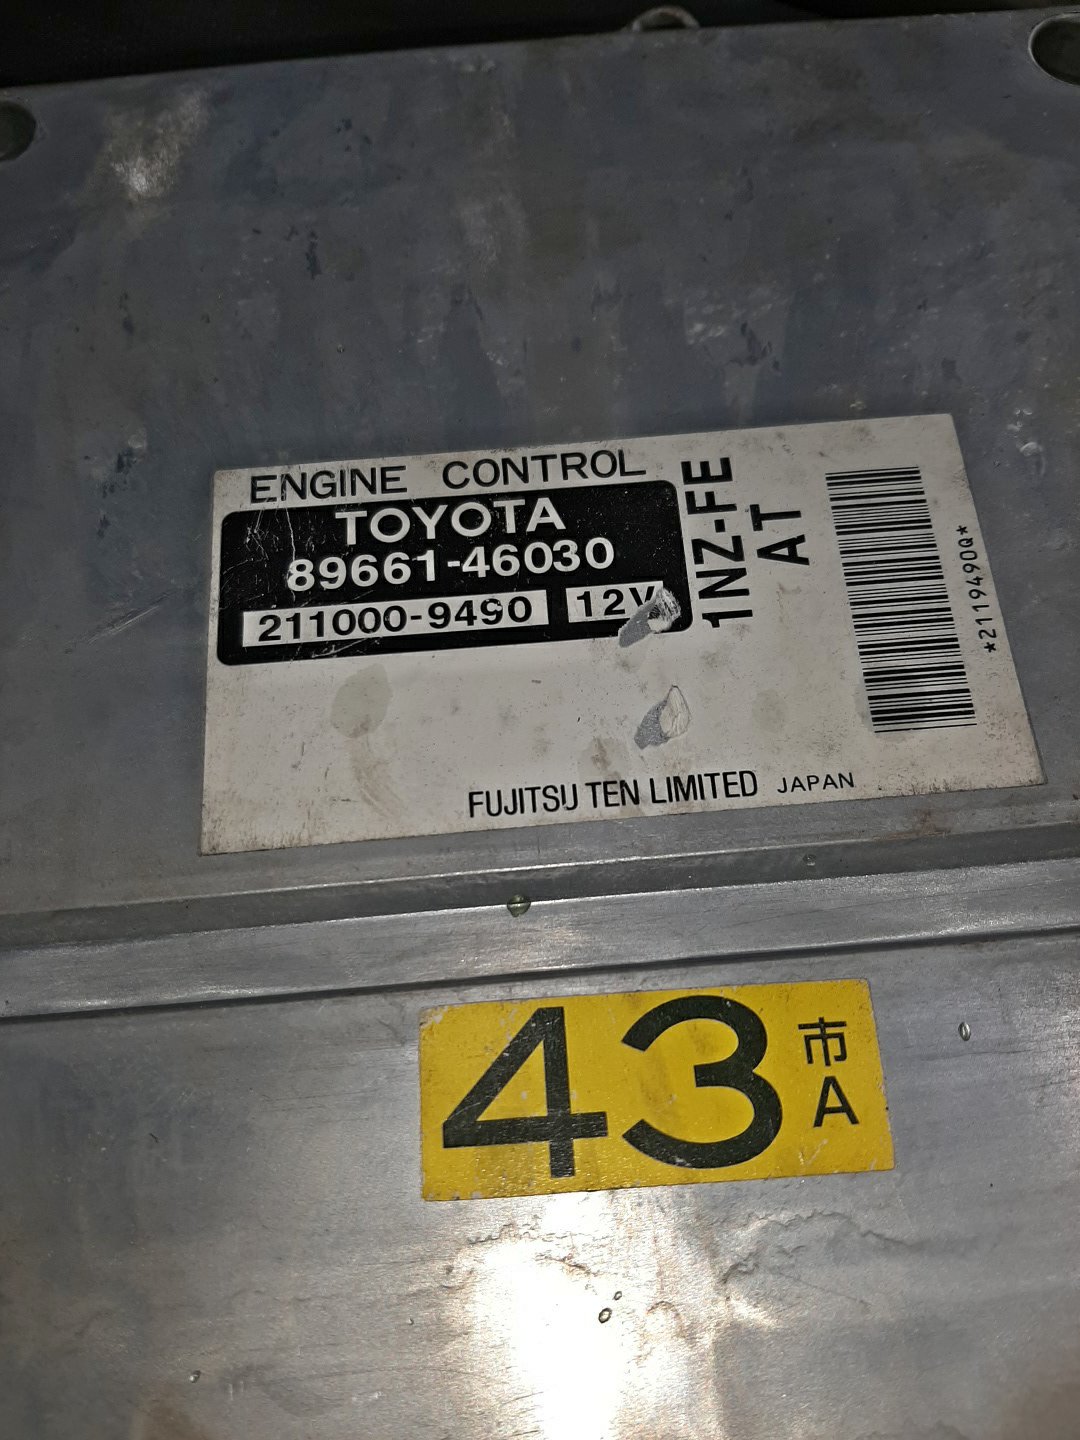 ENGINE CONTROL
TOYOTA
89661-46030
211000-9490 12V
1NZ-FE
AT
*2119490Q*
FUJITSU TEN LIMITED JAPAN
43
市
A